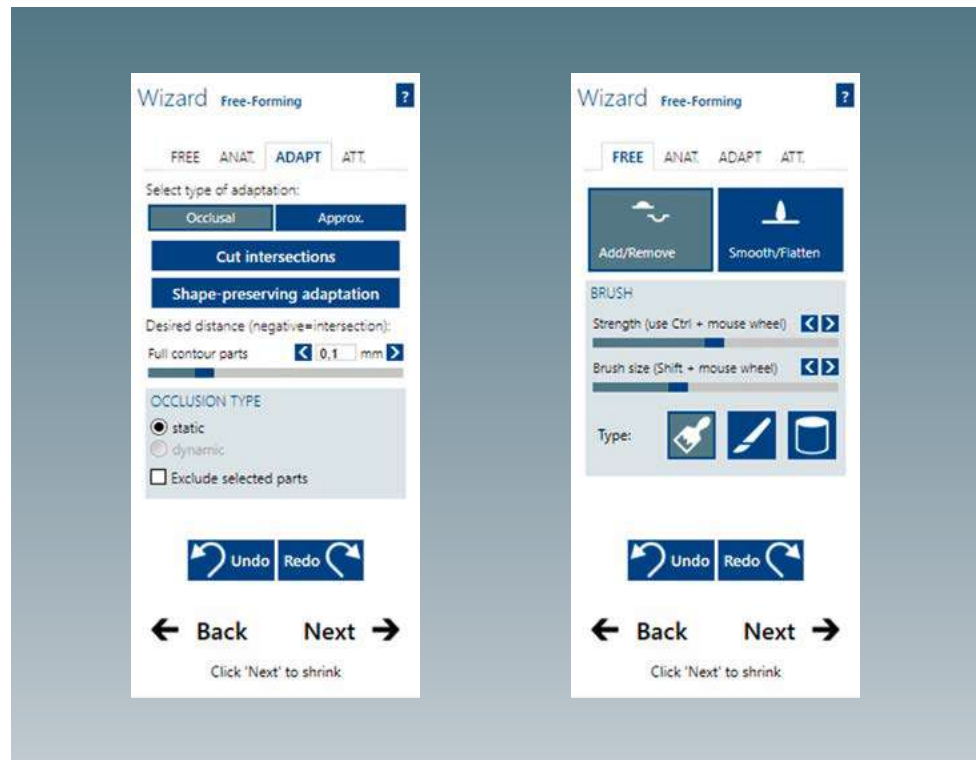 Wizard Free-Forming ?
FREE ANAT. ADAPT ATT.
Select type of adaptation:
Occlusal Approx.
Cut intersections
Shape-preserving adaptation
Desired distance (negative=intersection):
Full contour parts 0,1 mm
OCCLUSION TYPE
static
dynamic
Exclude selected parts
Undo Redo
Back Next
Click 'Next' to shrink
Wizard Free-Forming ?
FREE ANAT. ADAPT ATT.
Add/Remove Smooth/Flatten
BRUSH
Strength (use Ctrl + mouse wheel)
Brush size (Shift + mouse wheel)
Type:
Undo Redo
Back Next
Click 'Next' to shrink